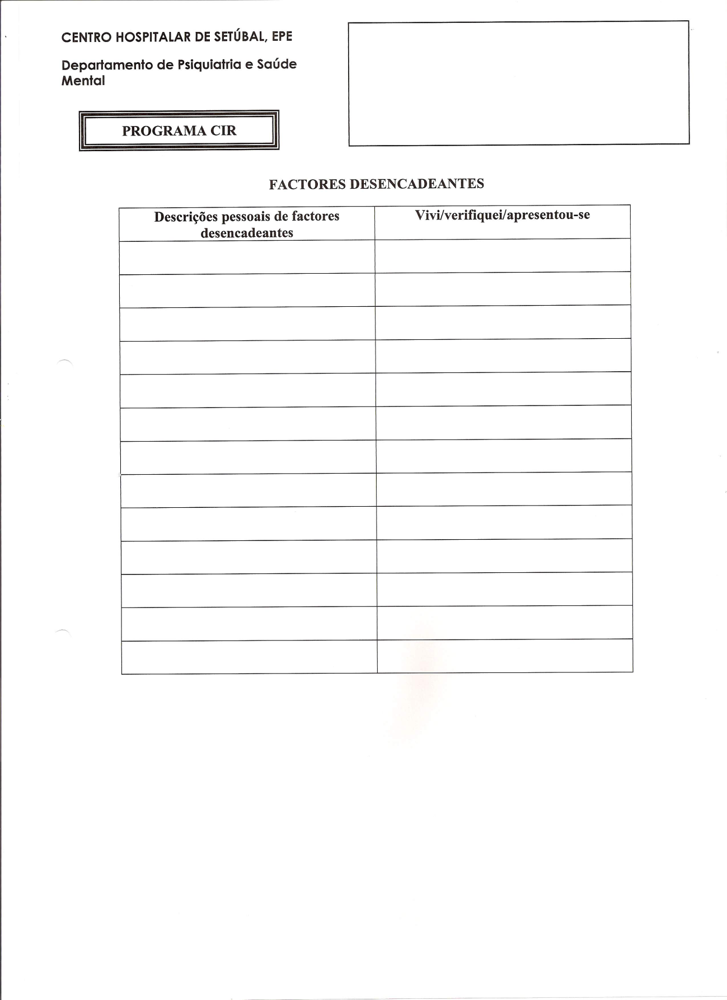 CENTRO HOSPITALAR DE SETÚBAL, EPE
Departamento de Psiquiatria e Saúde
Mental
PROGRAMA CIR
FACTORES DESENCADEANTES
Descrições pessoais de factores
desencadeantes
Vivi/verifiquei/apresentou-se